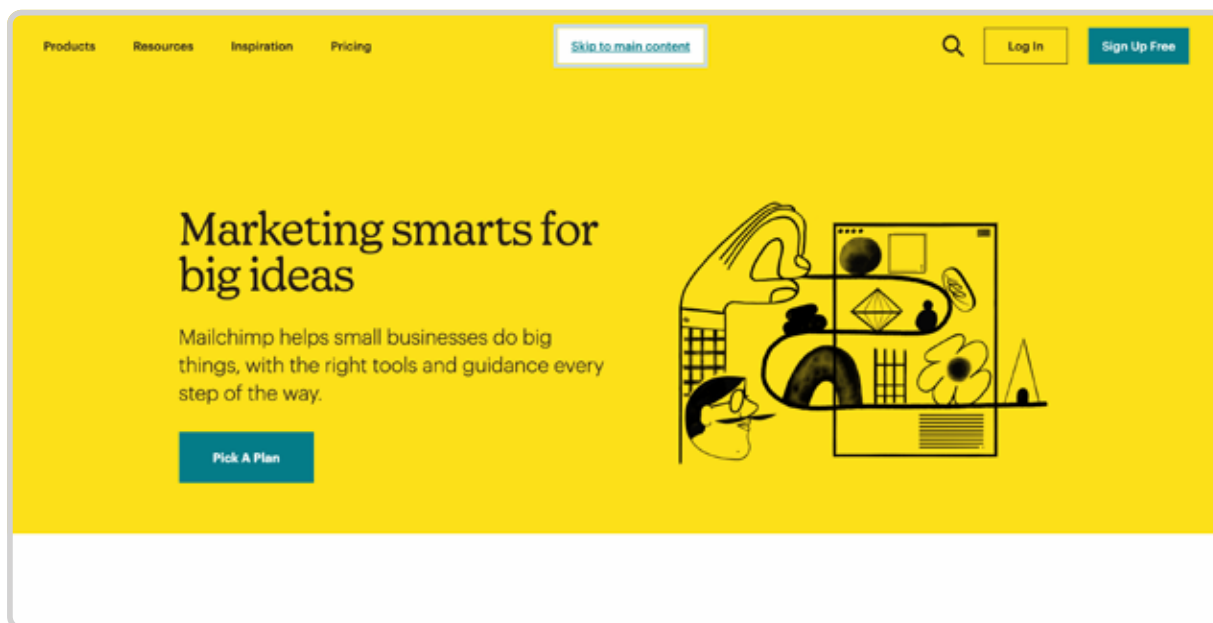 Products Resources Inspiration Pricing Skip to main content Log In Sign Up Free
Marketing smarts for
big ideas
Mailchimp helps small businesses do big
things, with the right tools and guidance every
step of the way.
Pick A Plan